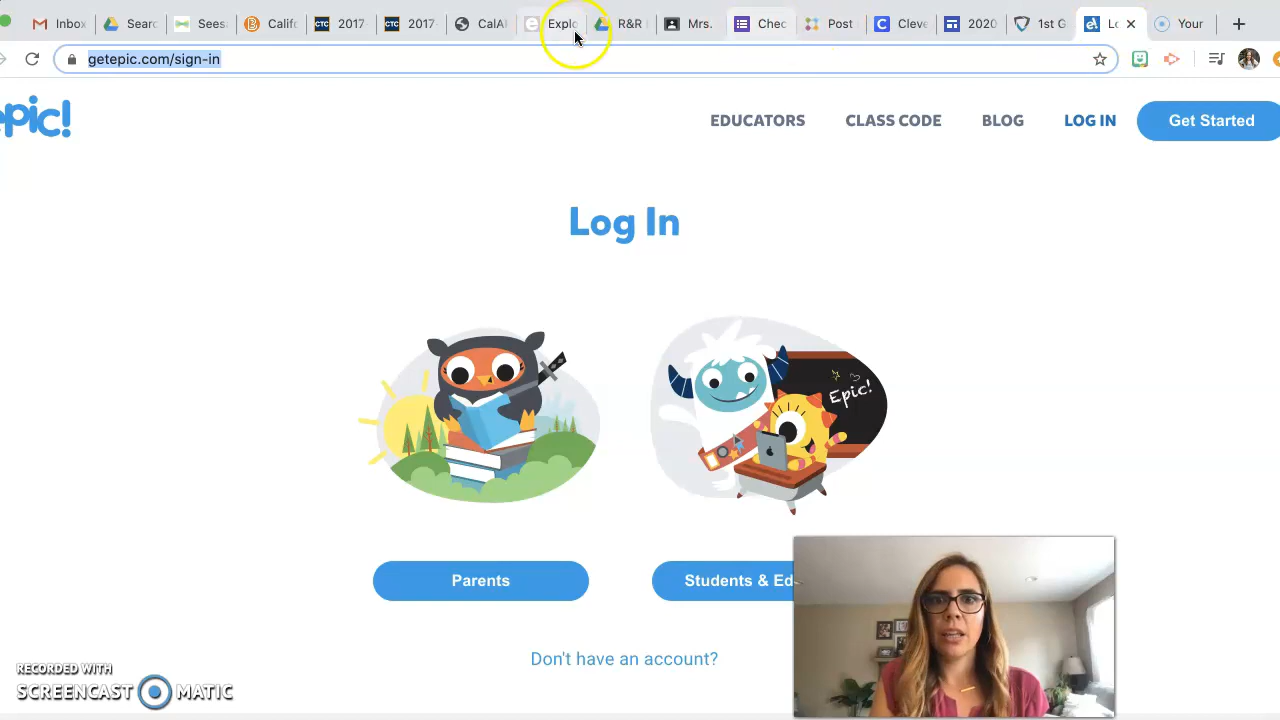 Inbox Searc Sees Califo 2017 2017 CalAl Explo R&R Mrs. Chec Post Cleve 2020 1st G Lo Your
getepic.com/sign-in
epic!
EDUCATORS CLASS CODE BLOG LOG IN Get Started
Log In
Epic!
Parents Students & Ed
Don't have an account?
RECORDED WITH
SCREENCAST MATIC